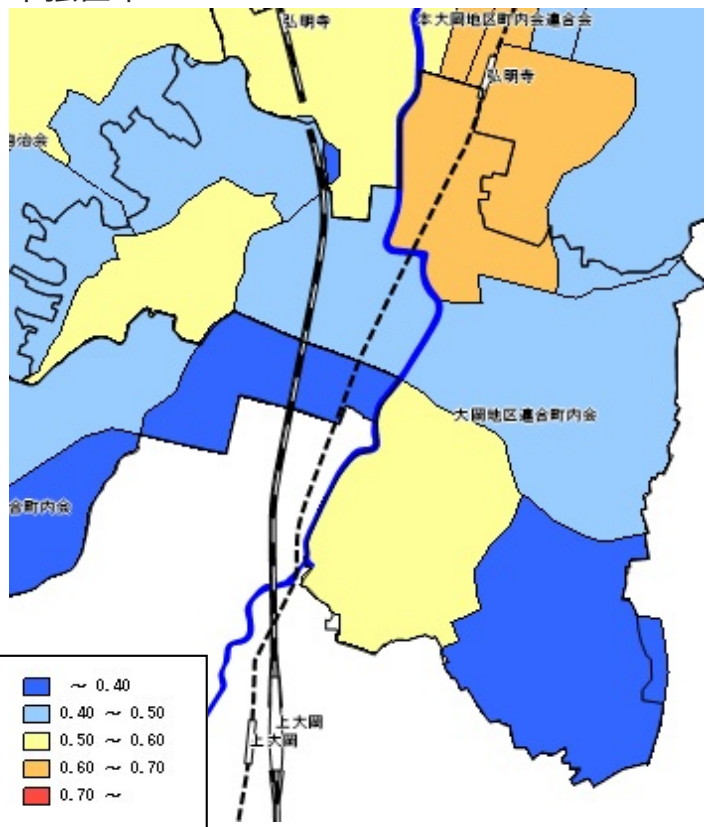 弘明寺
本大岡地区町内会連合会
弘明寺
自治会
大岡地区連合町内会
合町内会
上大岡
上大岡
～ 0.40
0.40 ～ 0.50
0.50 ～ 0.60
0.60 ～ 0.70
0.70 ～